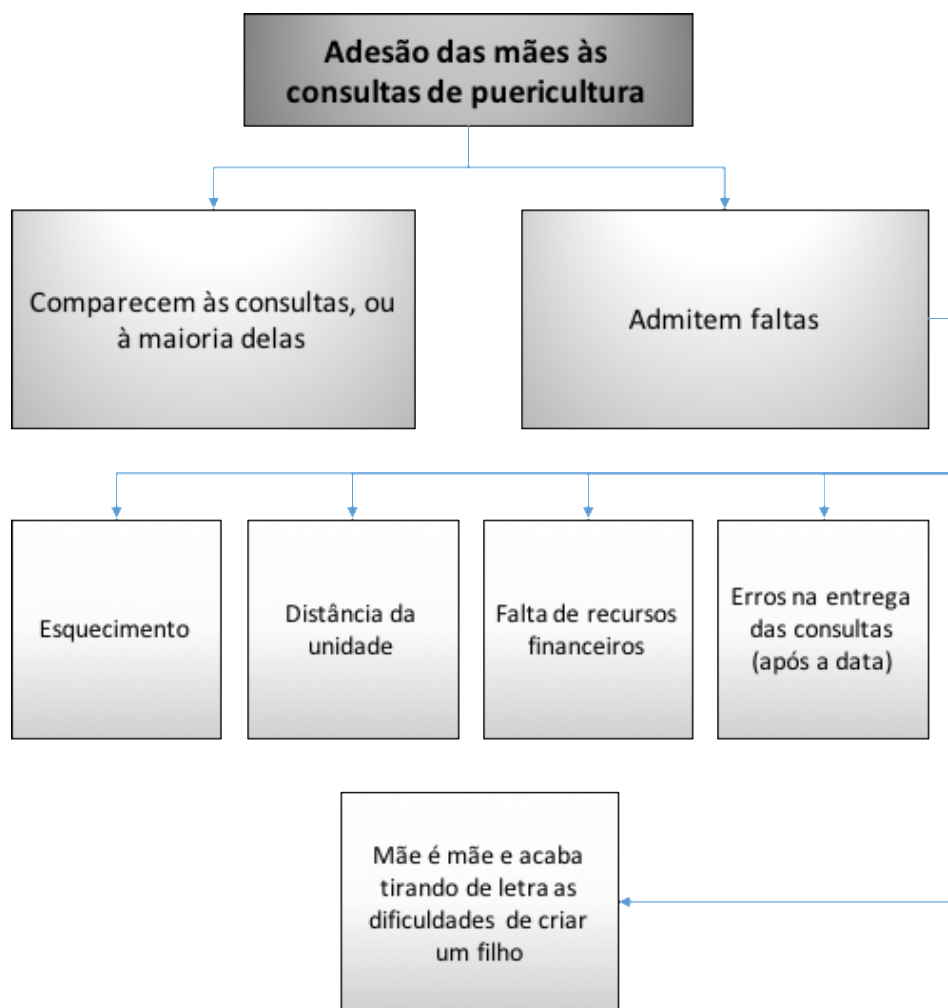 Adesão das mães às
consultas de puericultura
Comparecem às consultas, ou
à maioria delas
Admitem faltas
Esquecimento
Distância da
unidade
Falta de recursos
financeiros
Erros na entrega
das consultas
(após a data)
Mãe é mãe e acaba
tirando de letra as
dificuldades de criar
um filho